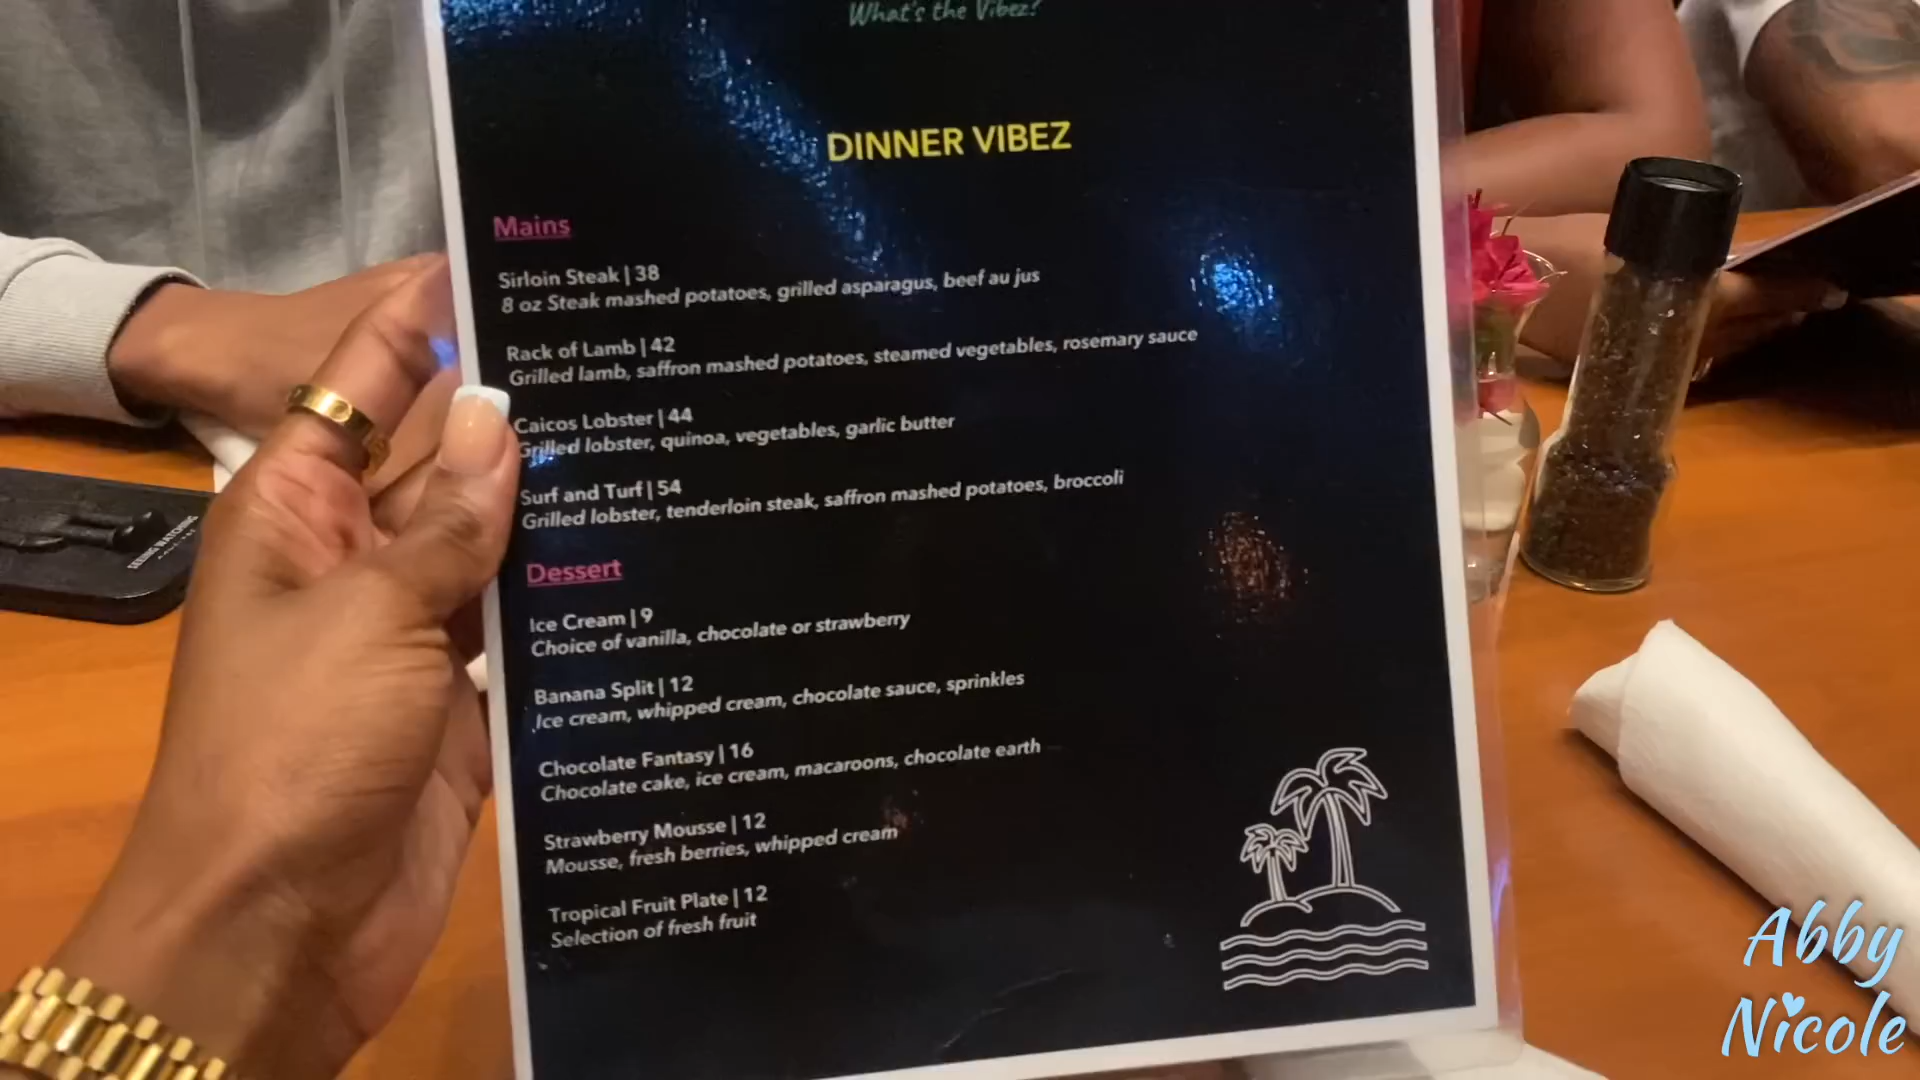 What's the Vibez?
DINNER VIBEZ
Mains
Sirloin Steak | 38
8 oz Steak mashed potatoes, grilled asparagus, beef au jus
Rack of Lamb | 42
Grilled lamb, saffron mashed potatoes, steamed vegetables, rosemary sauce
Caicos Lobster | 44
Grilled lobster, quinoa, vegetables, garlic butter
Surf and Turf | 54
Grilled lobster, tenderloin steak, saffron mashed potatoes, broccoli
Dessert
Ice Cream | 9
Choice of vanilla, chocolate or strawberry
Banana Split | 12
Ice cream, whipped cream, chocolate sauce, sprinkles
Chocolate Fantasy | 16
Chocolate cake, ice cream, macaroons, chocolate earth
Strawberry Mousse | 12
Mousse, fresh berries, whipped cream
Tropical Fruit Plate | 12
Selection of fresh fruit
Abby
Nicole